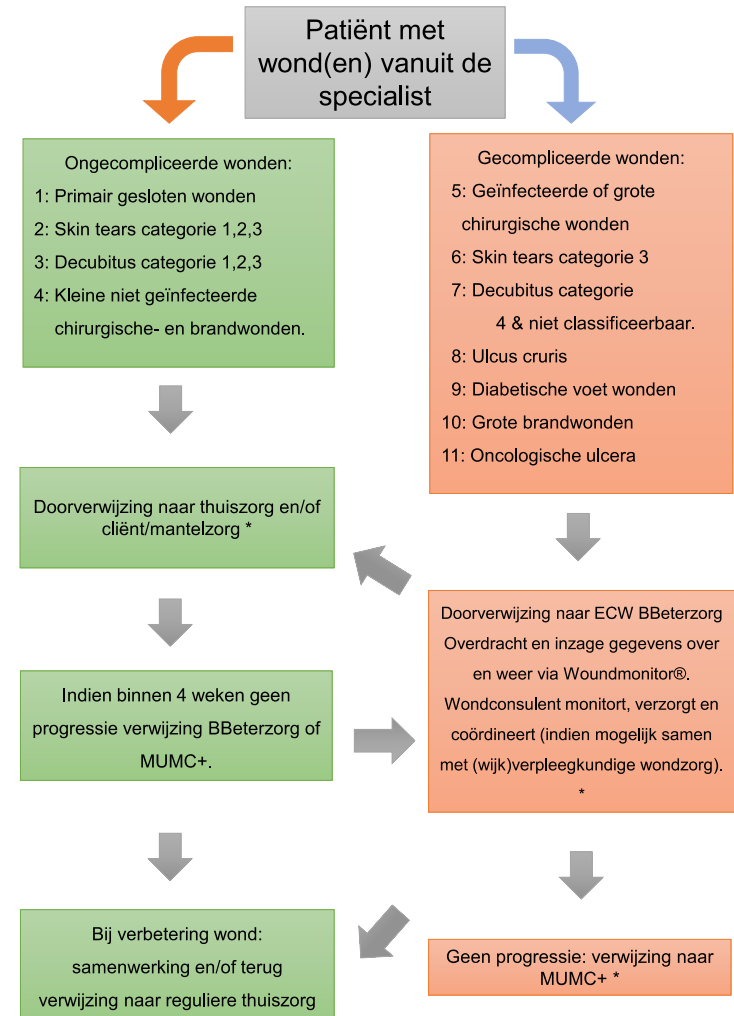 Patiënt met
wond(en) vanuit de
specialist
Ongecompliceerde wonden:
1: Primair gesloten wonden
2: Skin tears categorie 1,2,3
3: Decubitus categorie 1,2,3
4: Kleine niet geïnfecteerde
chirurgische- en brandwonden.
Gecompliceerde wonden:
5: Geïnfecteerde of grote
chirurgische wonden
6: Skin tears categorie 3
7: Decubitus categorie
4 & niet classificeerbaar.
8: Ulcus cruris
9: Diabetische voet wonden
10: Grote brandwonden
11: Oncologische ulcera
Doorverwijzing naar thuiszorg en/of
cliënt/mantelzorg *
Doorverwijzing naar ECW BBeterzorg
Overdracht en inzage gegevens over
en weer via Woundmonitor®.
Wondconsulent monitort, verzorgt en
coördineert (indien mogelijk samen
met (wijk)verpleegkundige wondzorg).
*
Indien binnen 4 weken geen
progressie verwijzing BBeterzorg of
MUMC+.
Bij verbetering wond:
samenwerking en/of terug
verwijzing naar reguliere thuiszorg
Geen progressie: verwijzing naar
MUMC+ *